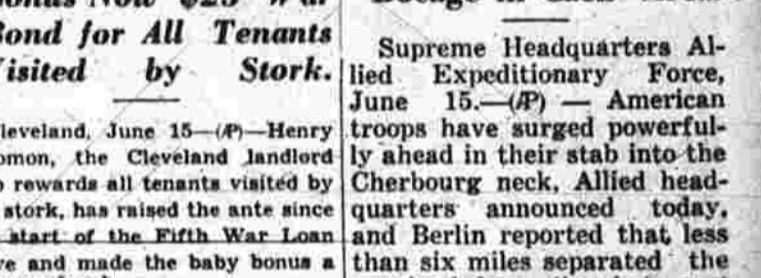 Bond for All Tenants
Visited by Stork.
Cleveland, June 15—(AP)—Henry
the Cleveland landlord
rewards all tenants visited by
stork, has raised the ante since
start of the Fifth War Loan
and made the baby bonus a
Supreme Headquarters Al-
lied Expeditionary Force,
June 15.—(AP) — American
troops have surged powerful-
ly ahead in their stab into the
Cherbourg neck, Allied head-
quarters announced today,
and Berlin reported that less
than six miles separated the